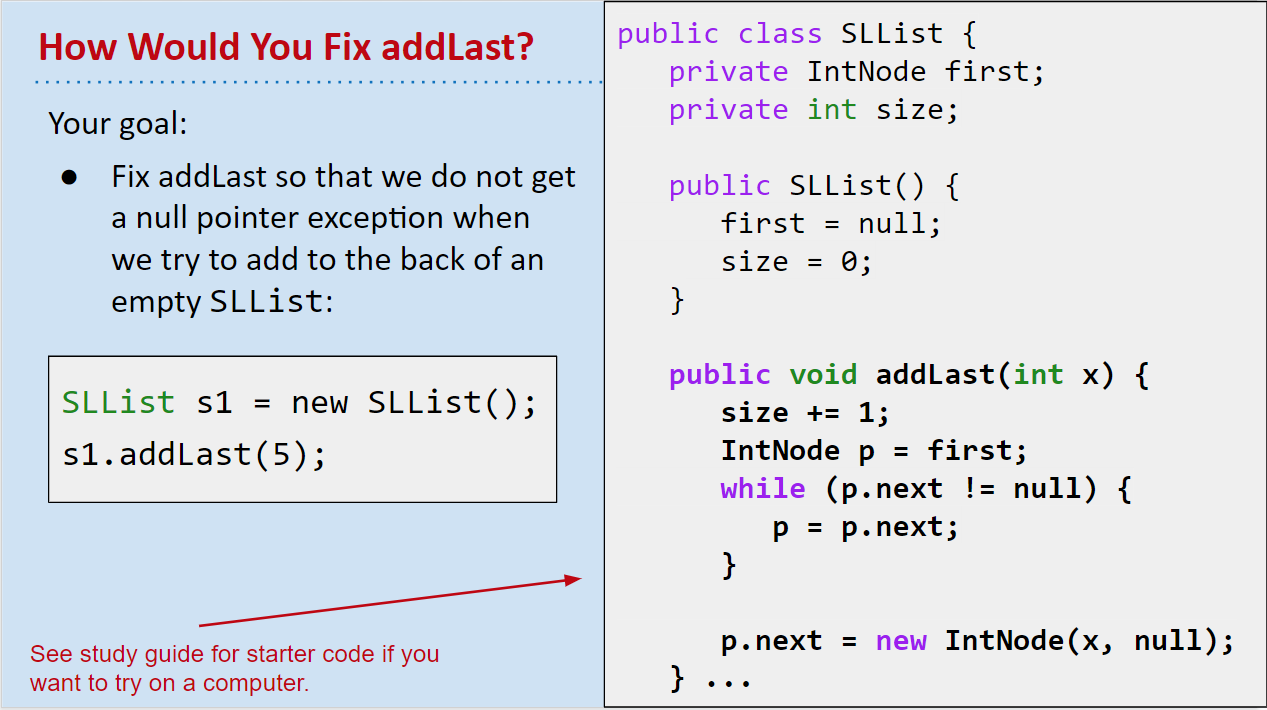 How Would You Fix addLast?
Your goal:
● Fix addLast so that we do not get
a null pointer exception when
we try to add to the back of an
empty SLList:
SLList s1 = new SLList();
s1.addLast(5);
See study guide for starter code if you
want to try on a computer.
public class SLList {
   private IntNode first;
   private int size;

   public SLList() {
      first = null;
      size = 0;
   }

   public void addLast(int x) {
      size += 1;
      IntNode p = first;
      while (p.next != null) {
         p = p.next;
      }

      p.next = new IntNode(x, null);
   } ...